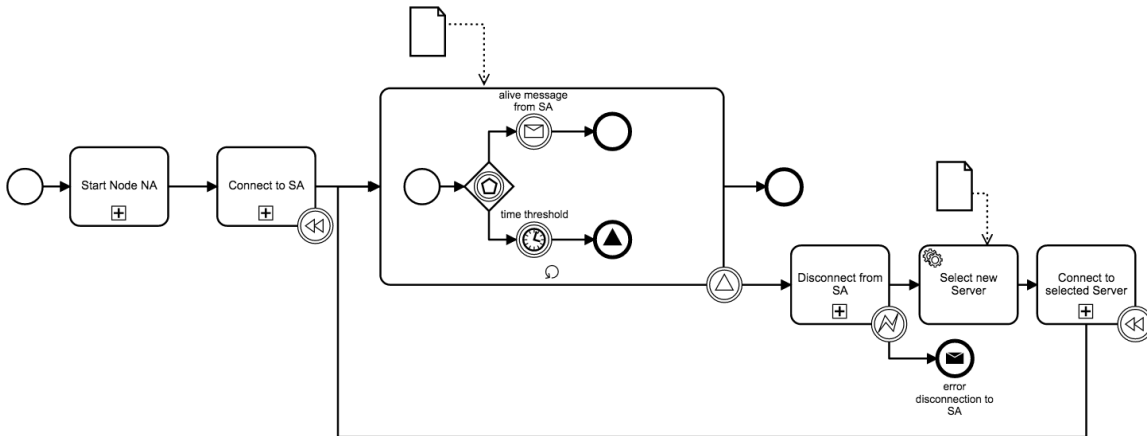 alive message
from SA
Start Node NA
Connect to SA
time threshold
Disconnect from
SA
Select new
Server
Connect to
selected Server
error
disconnection to
SA